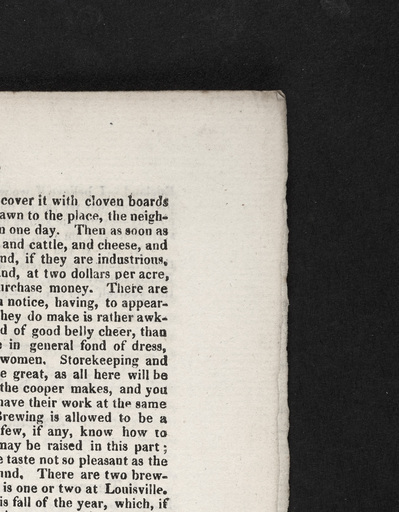 cover it with cloven boards
awn to the place, the neigh-
n one day. Then as soon as
and cattle, and cheese, and
nd, if they are industrious,
nd, at two dollars per acre,
urchase money. There are
notice, having, to appear-
hey do make is rather awk-
d of good belly cheer, than
e in general fond of dress,
women. Storekeeping and
e great, as all here will be
the cooper makes, and you
have their work at the same
Brewing is allowed to be a
few, if any, know how to
may be raised in this part;
e taste not so pleasant as the
und. There are two brew-
is one or two at Louisville.
is fall of the year, which, if